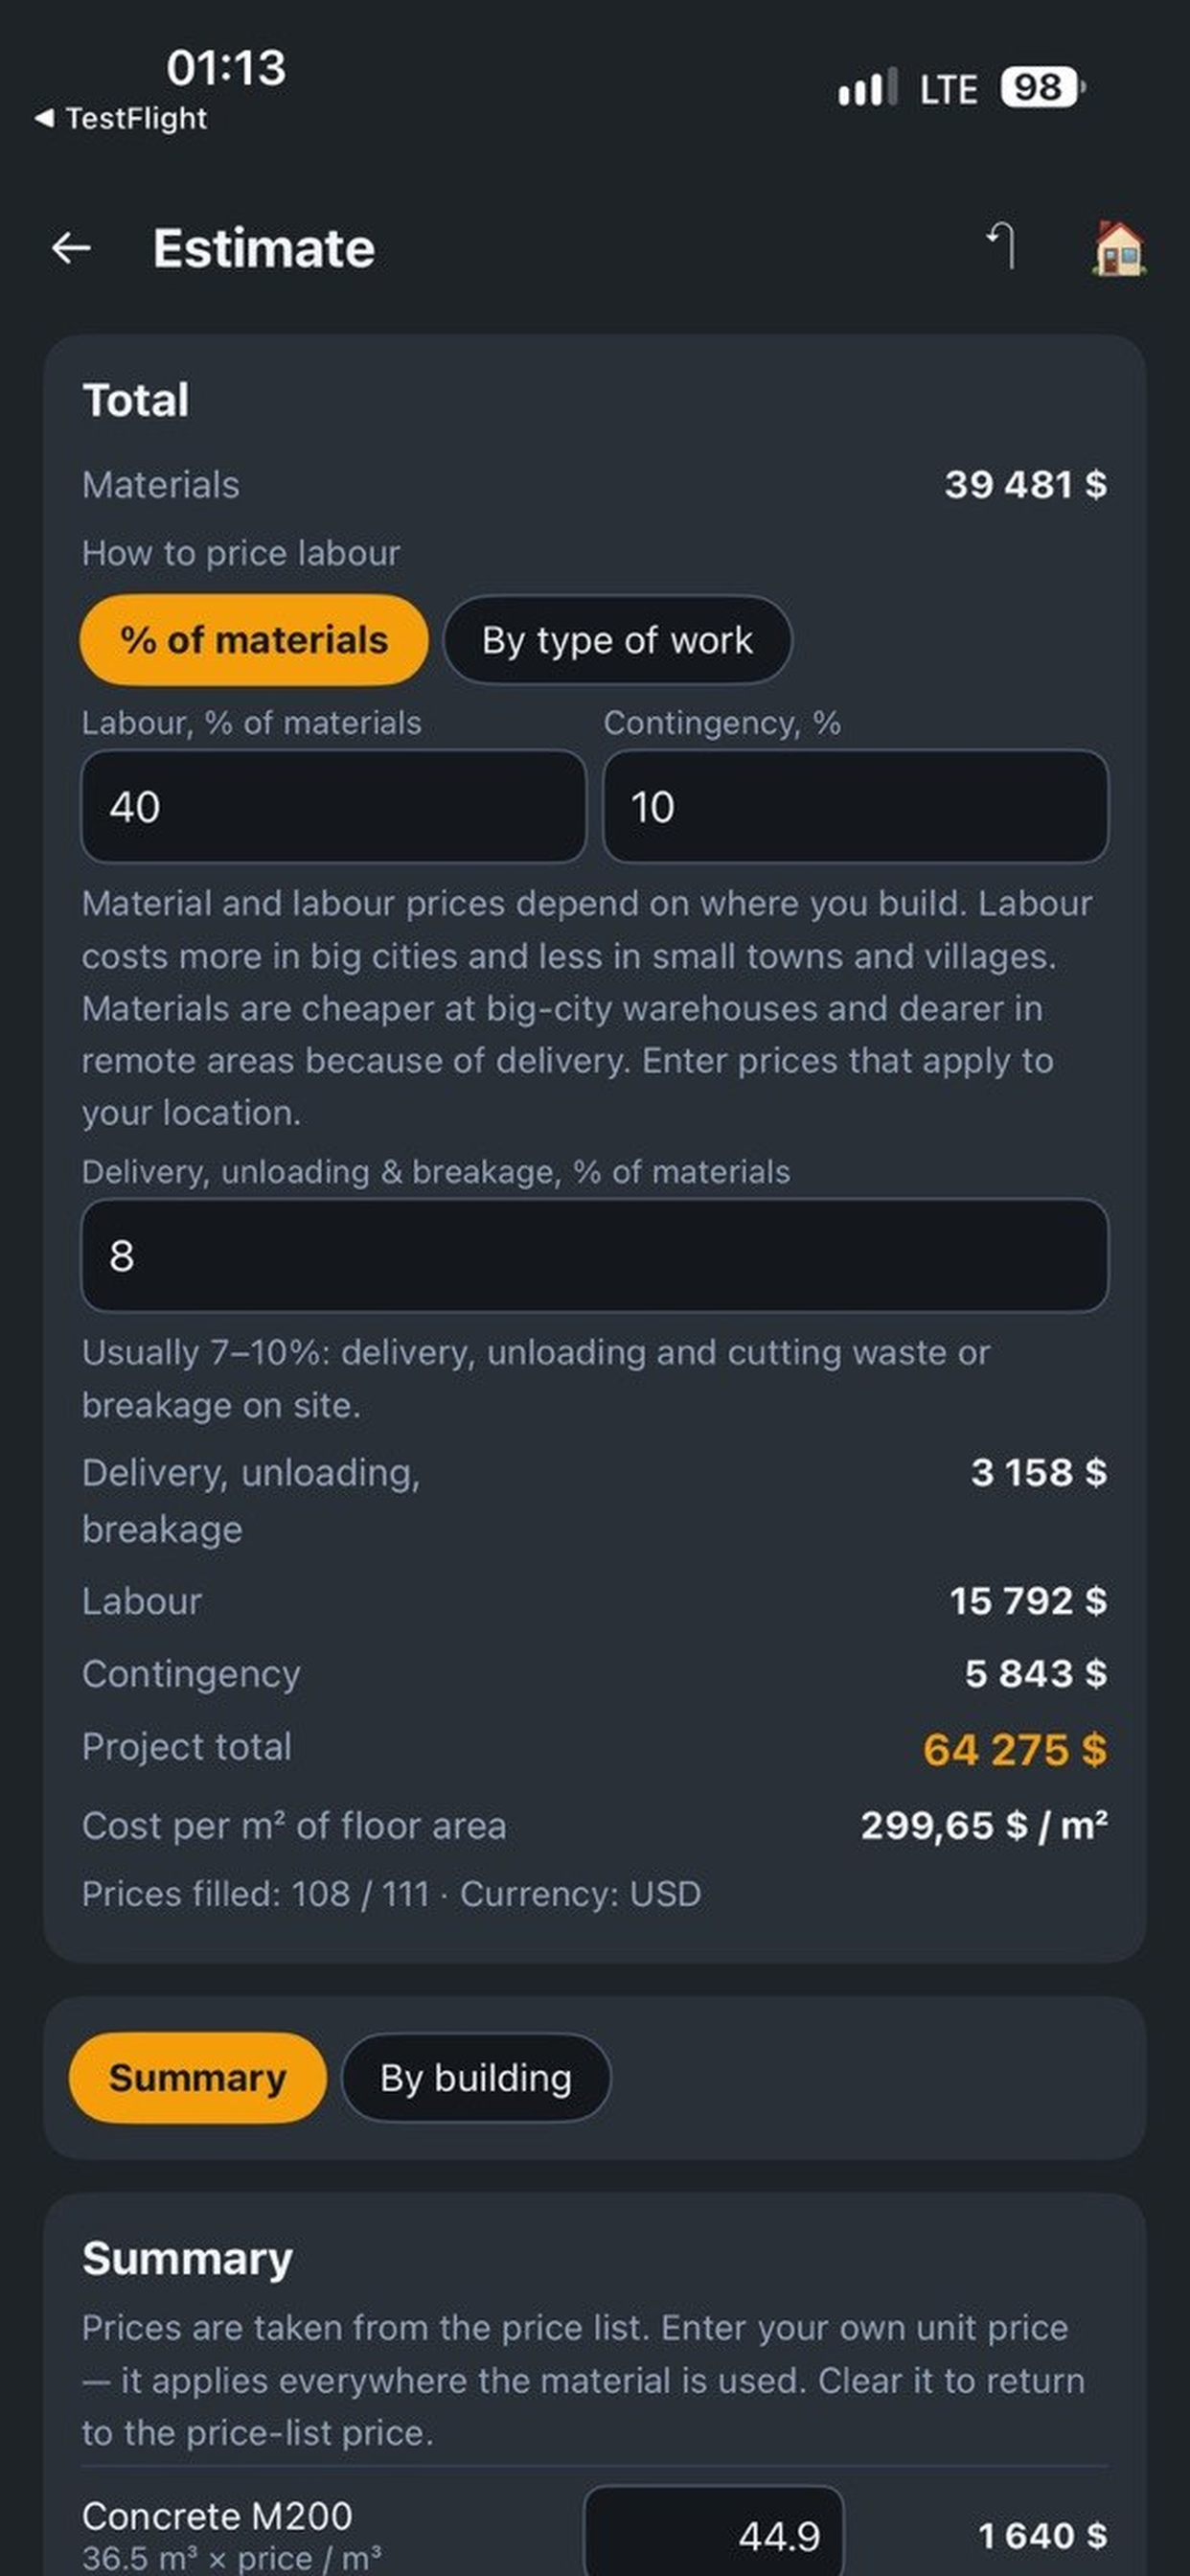 01:13
LTE
98
◀ TestFlight
Estimate
Total
Materials
39 481 $
How to price labour
% of materials
By type of work
Labour, % of materials
Contingency, %
40
10
Material and labour prices depend on where you build. Labour
costs more in big cities and less in small towns and villages.
Materials are cheaper at big-city warehouses and dearer in
remote areas because of delivery. Enter prices that apply to
your location.
Delivery, unloading & breakage, % of materials
8
Usually 7–10%: delivery, unloading and cutting waste or
breakage on site.
Delivery, unloading,
breakage
3 158 $
Labour
15 792 $
Contingency
5 843 $
Project total
64 275 $
Cost per m² of floor area
299,65 $ / m²
Prices filled: 108 / 111 · Currency: USD
Summary
By building
Summary
Prices are taken from the price list. Enter your own unit price
— it applies everywhere the material is used. Clear it to return
to the price-list price.
Concrete M200
36.5 m³ × price / m³
44.9
1 640 $